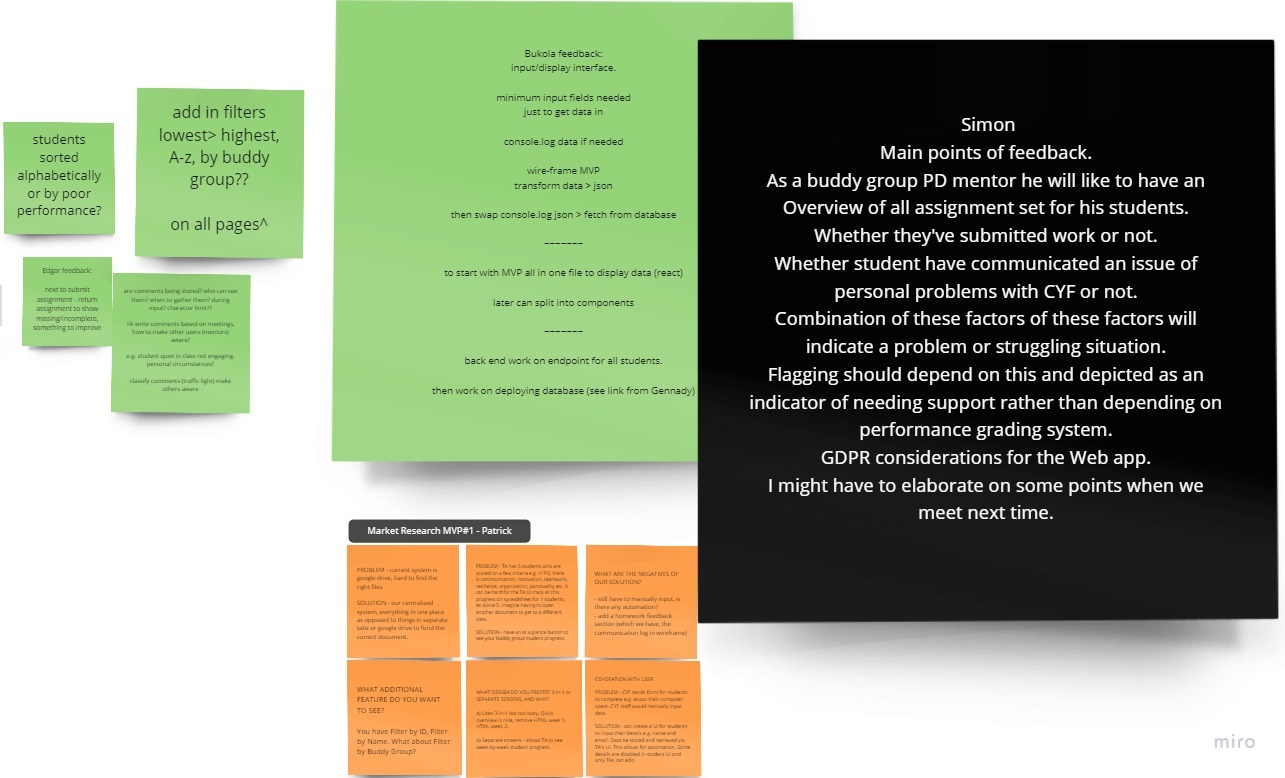 students
sorted
alphabetically
or by poor
performance?
add in filters
lowest> highest,
A-z, by buddy
group??
on all pages^
Edgar feedback:
next to submit
assignment - return
assignment to show
missing/incomplete,
something to improve
are comments being stored? who can see
them? when to gather them? during
input? character limit??
TA write comments based on meetings,
how to make other users (mentors)
aware?
e.g. student quiet in class not engaging.
personal circumstances?
classify comments (traffic light) make
others aware
Bukola feedback:
input/display interface.
minimum input fields needed
just to get data in
console.log data if needed
wire-frame MVP
transform data > json
then swap console.log json > fetch from database
_______
to start with MVP all in one file to display data (react)
later can split into components
_______
back end work on endpoint for all students.
then work on deploying database (see link from Gennady)
Simon
Main points of feedback.
As a buddy group PD mentor he will like to have an
Overview of all assignment set for his students.
Whether they've submitted work or not.
Whether student have communicated an issue of
personal problems with CYF or not.
Combination of these factors of these factors will
indicate a problem or struggling situation.
Flagging should depend on this and depicted as an
indicator of needing support rather than depending on
performance grading system.
GDPR considerations for the Web app.
I might have to elaborate on some points when we
meet next time.
Market Research MVP#1 - Patrick
PROBLEM - current system is
google drive, hard to find the
right files
SOLUTION - our centralised
system, everything in one place
as opposed to things in separate
tabs or google drive to fund the
correct document.
PROBLEM - TA has 5 students who are
scored on a few criteria e.g. in PD, there
is communication, motivation, teamwork,
resilience, organisation, punctuality etc. It
can be hard for the TA to track all this
progress on spreadsheet for 1 students,
let alone 5. Imagine having to open
another document to get to a different
class.
SOLUTION - have an at a glance button to
see your buddy group student progress.
WHAT ARE THE NEGATIVES OF
OUR SOLUTION?
- still have to manually input, is
there any automation?
- add a homework feedback
section (which we have, the
communication log in wireframe)
WHAT ADDITIONAL
FEATURE DO YOU WANT
TO SEE?
You have Filter by ID, Filter
by Name. What about Filter
by Buddy Group?
WHAT DESIGN DO YOU PREFER? 3-in-1 or
SEPARATE SCREENS, AND WHY?
a) Likes 3-in-1 but too busy. Quick
overview is nice, remove HTML week 1,
HTML week 2.
b) Separate screens - allows TA to see
week-by-week student progress.
CO-IDEATION WITH USER
PROBLEM - CYF sends form for students
to complete e.g. about their computer
specs. CYF staff would manually input
data.
SOLUTION - can create a UI for students
to input their details e.g. name and
email. Data be stored and retrieved via
TA's UI. This allow for automation. Some
details are disabled in student UI and
only TAs can edit.
miro